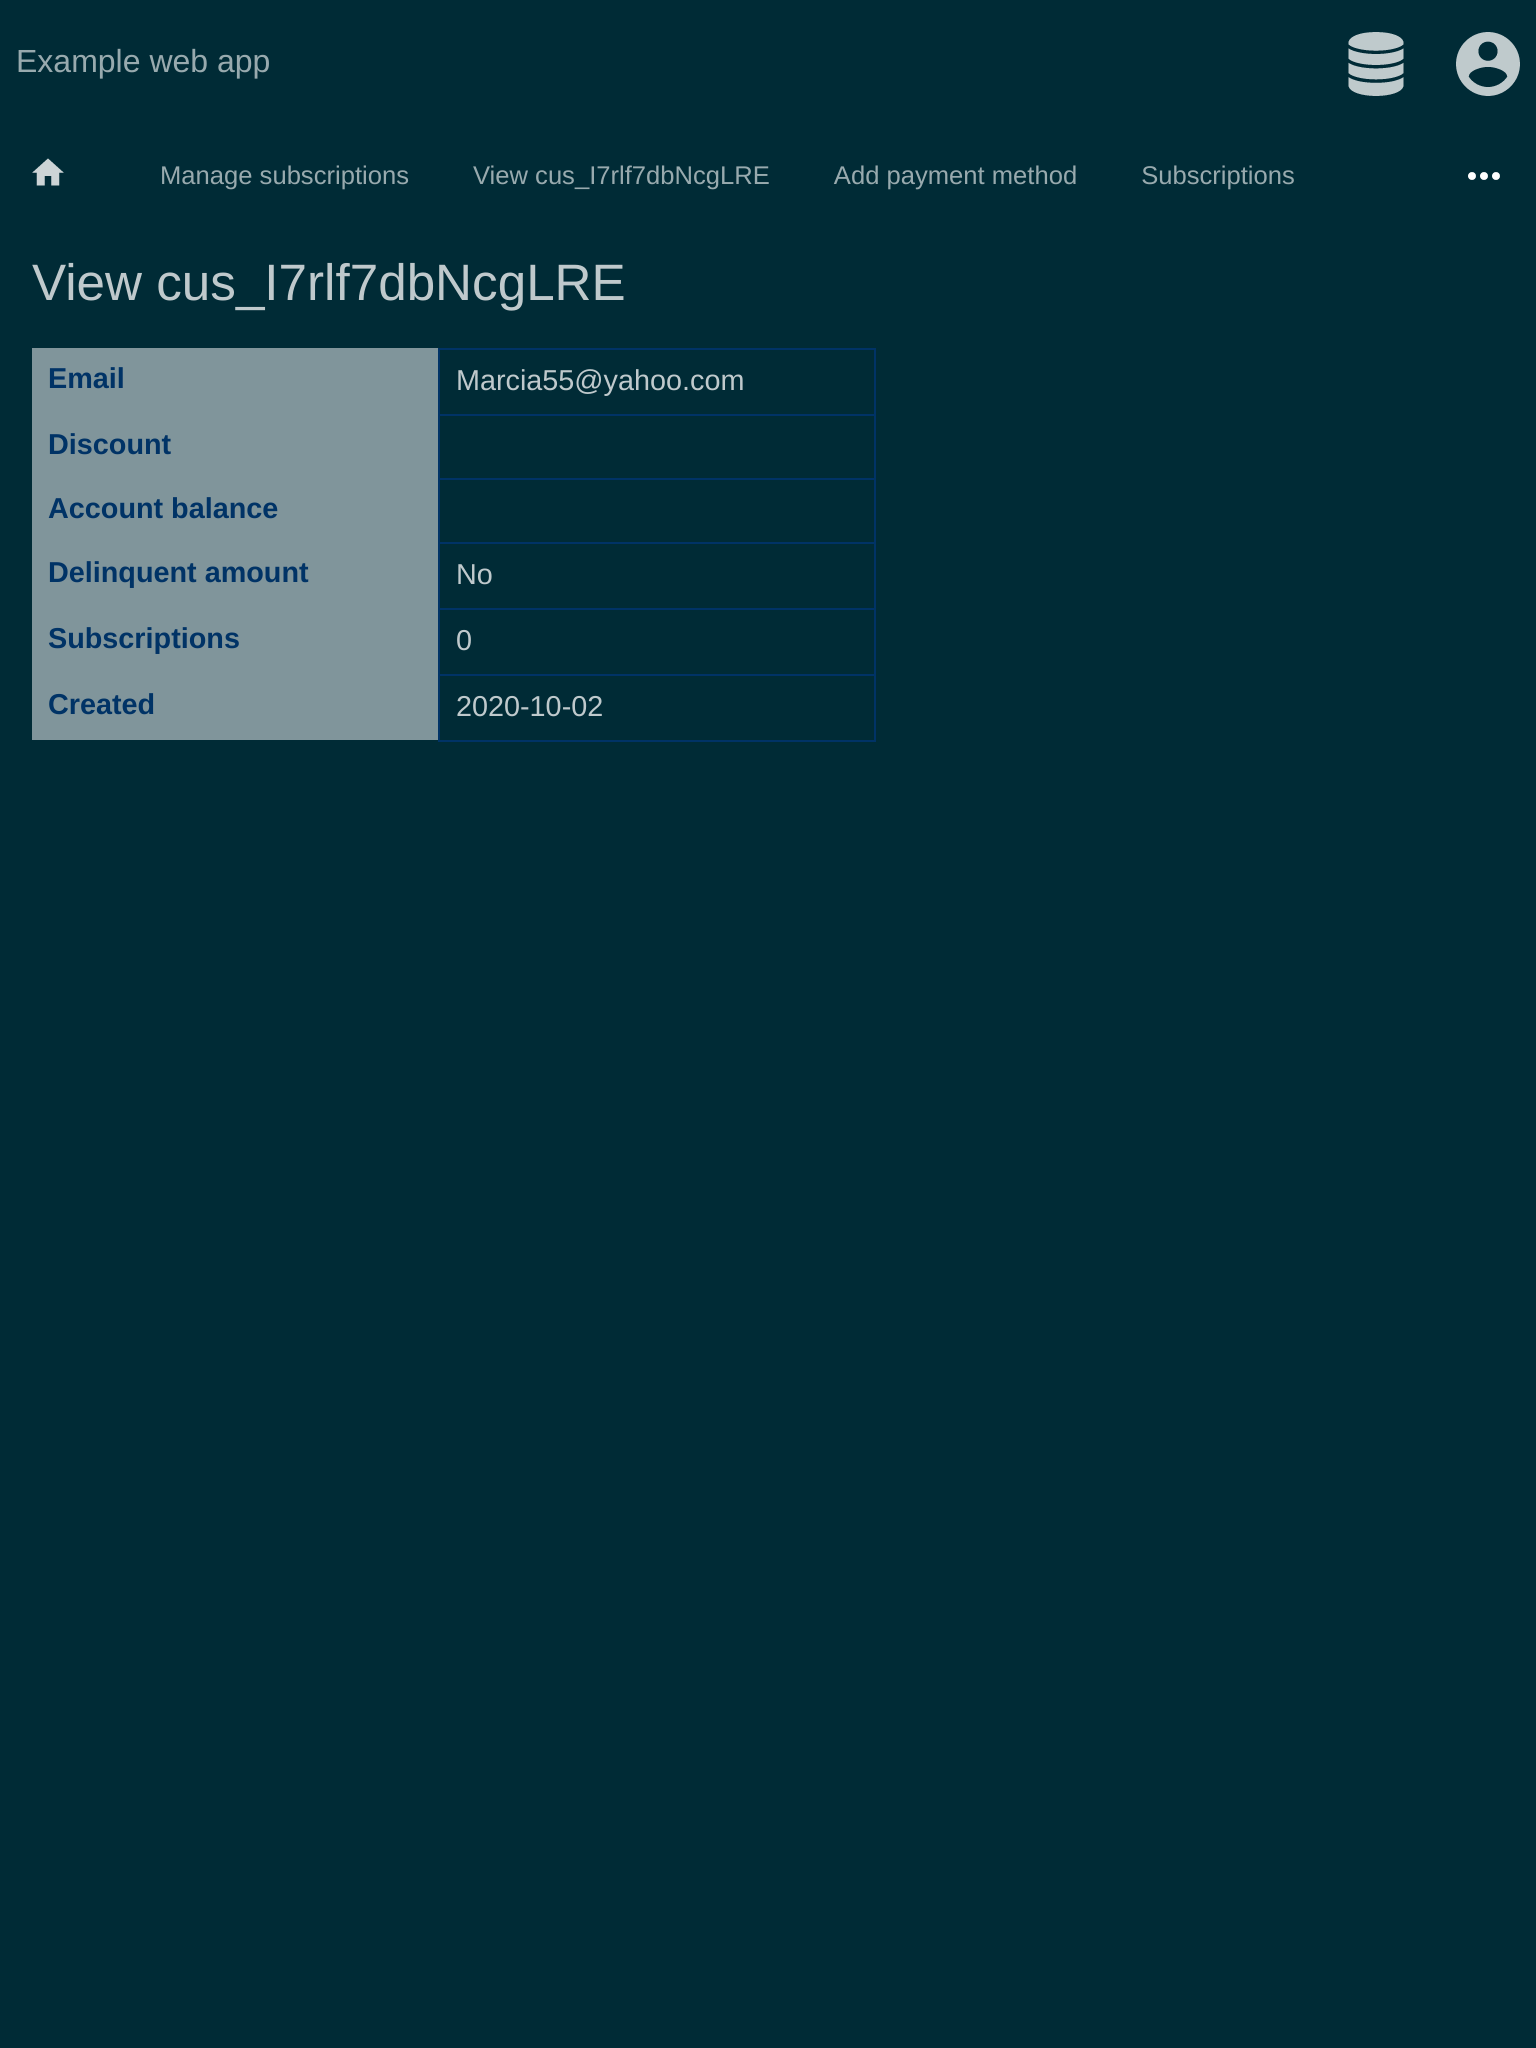 Example web app
Manage subscriptions View cus_I7rlf7dbNcgLRE Add payment method Subscriptions
View cus_I7rlf7dbNcgLRE
Email Marcia55@yahoo.com
Discount
Account balance
Delinquent amount No
Subscriptions 0
Created 2020-10-02